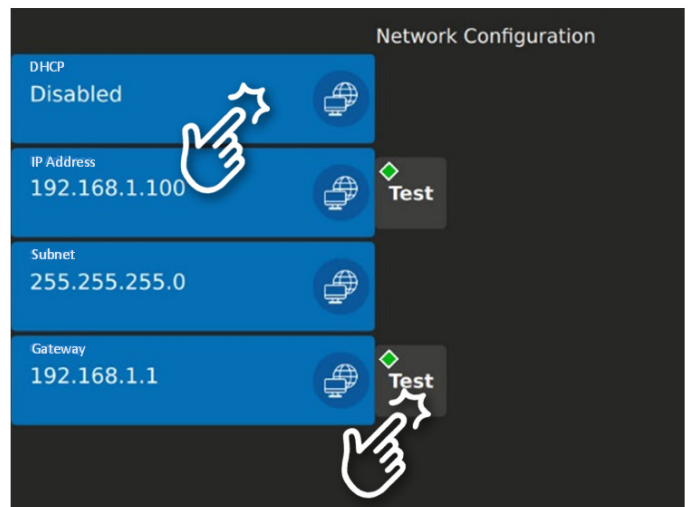 Network Configuration
DHCP
Disabled
IP Address
192.168.1.100
Test
Subnet
255.255.255.0
Gateway
192.168.1.1
Test